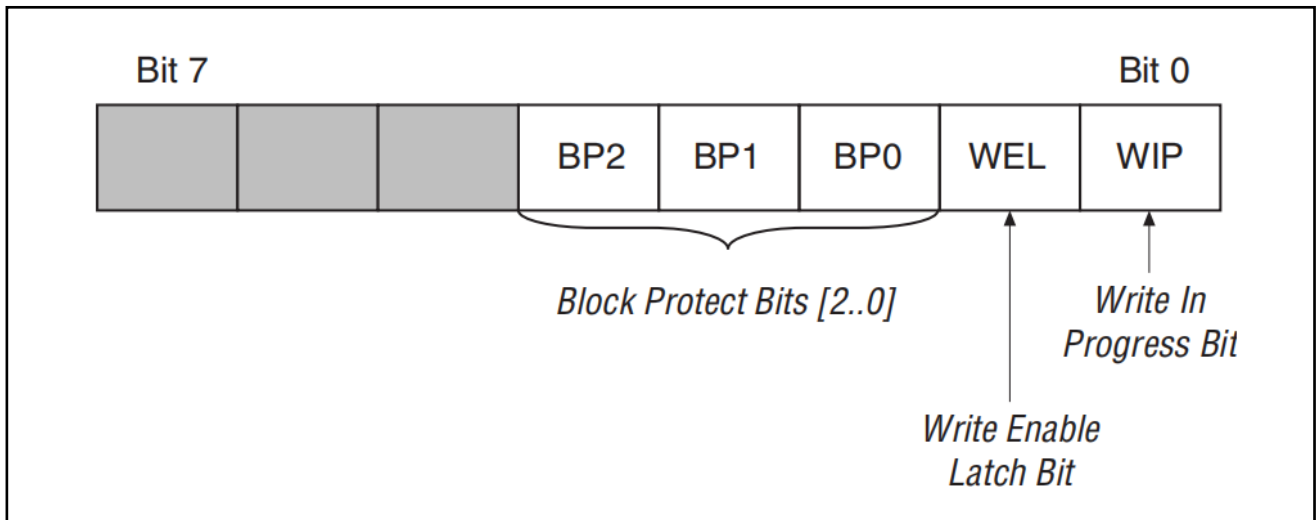 Bit 7 Bit 0
BP2 BP1 BP0 WEL WIP
Block Protect Bits [2..0]
Write In
Progress Bit
Write Enable
Latch Bit